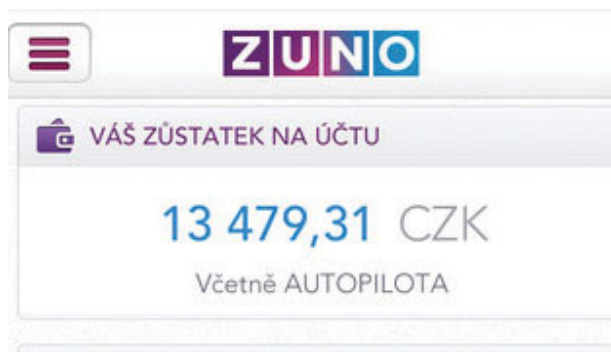 ZUNO
VÁŠ ZŮSTATEK NA ÚČTU
13 479,31 CZK
Včetně AUTOPILOTA